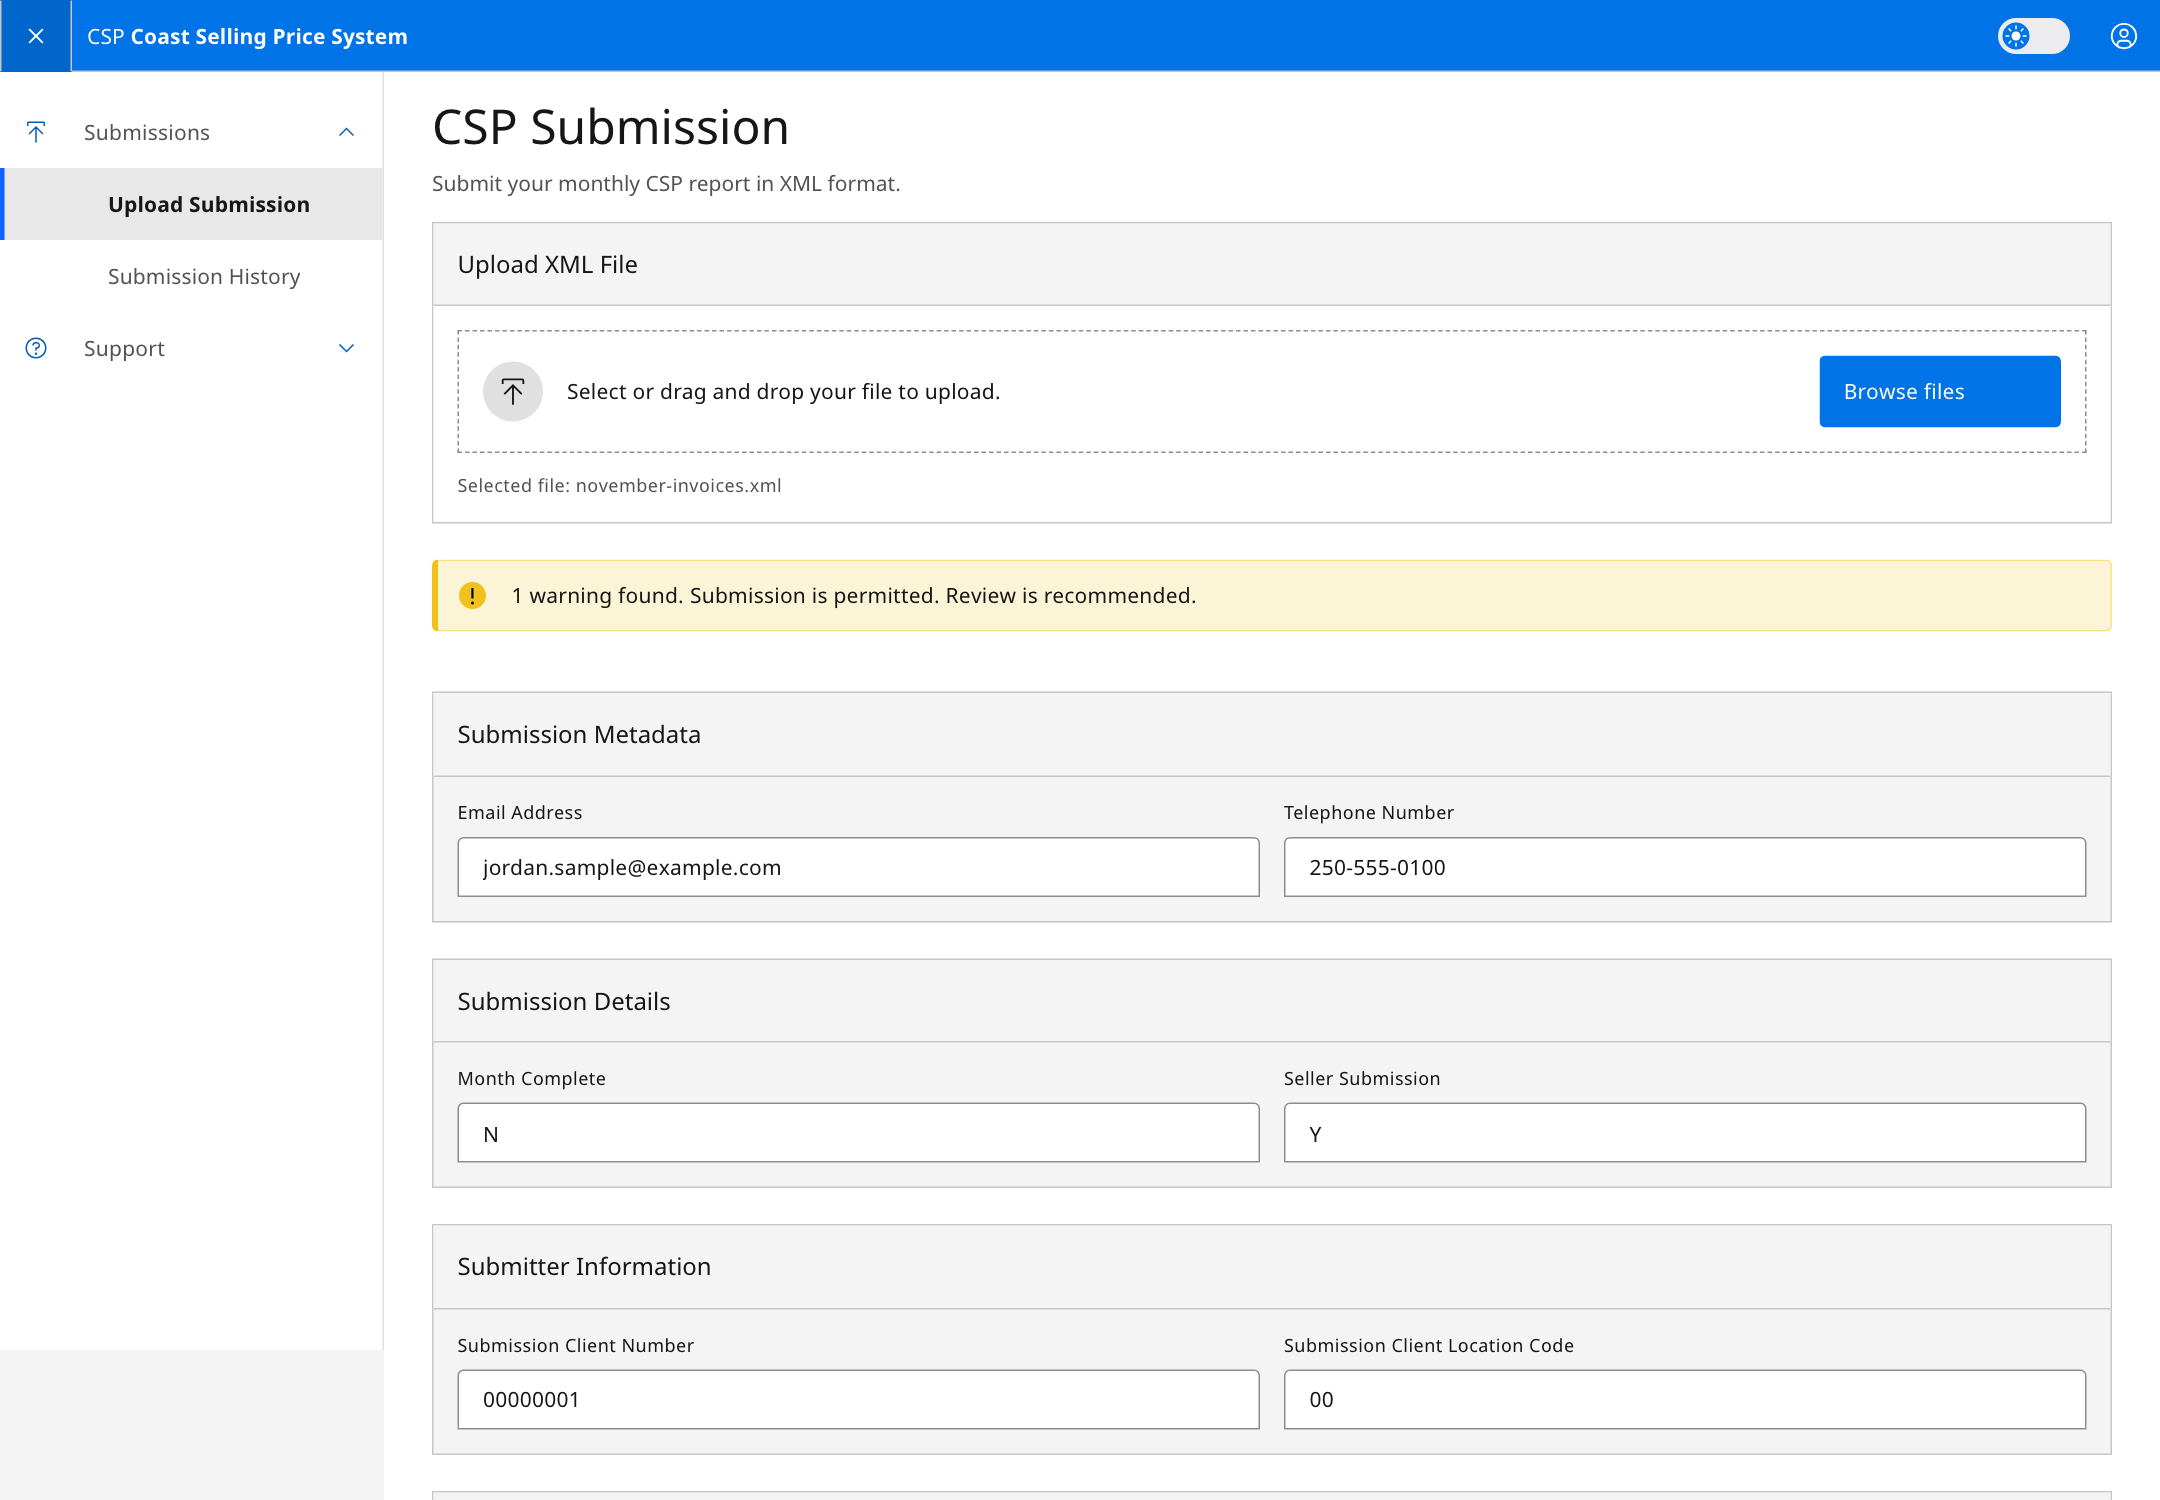 CSP Coast Selling Price System
Submissions
Upload Submission
Submission History
Support
CSP Submission
Submit your monthly CSP report in XML format.
Upload XML File
Select or drag and drop your file to upload.
Browse files
Selected file: november-invoices.xml
1 warning found. Submission is permitted. Review is recommended.
Submission Metadata
Email Address
Telephone Number
jordan.sample@example.com
250-555-0100
Submission Details
Month Complete
Seller Submission
N
Y
Submitter Information
Submission Client Number
Submission Client Location Code
00000001
00